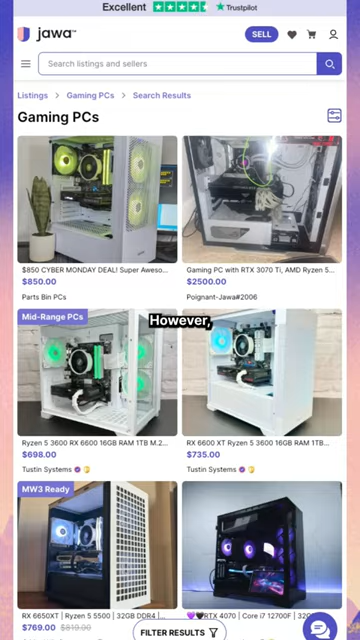 Excellent
Trustpilot
jawa™
SELL
Search listings and sellers
Listings > Gaming PCs > Search Results
Gaming PCs
$850 CYBER MONDAY DEAL! Super Aweso...
$850.00
Parts Bin PCs
Gaming PC with RTX 3070 Ti, AMD Ryzen 5...
$2500.00
Poignant-Jawa#2006
However,
Mid-Range PCs
Ryzen 5 3600 RX 6600 16GB RAM 1TB M.2...
$698.00
Tustin Systems
RX 6600 XT Ryzen 5 3600 16GB RAM 1TB...
$735.00
Tustin Systems
MW3 Ready
RX 6650XT | Ryzen 5 5500 | 32GB DDR4 |...
$769.00 $819.00
💜🖤RTX 4070 | Core i7 12700F | 32G...
FILTER RESULTS